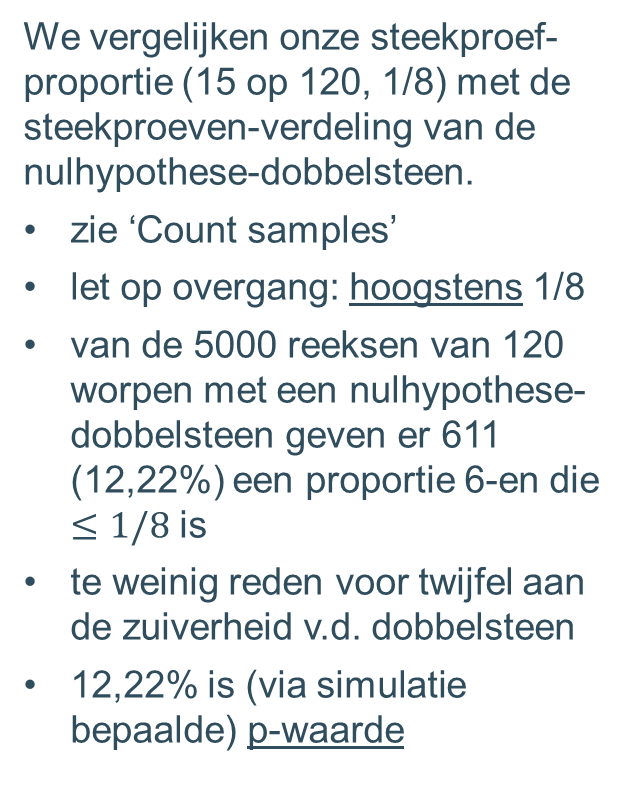 We vergelijken onze steekproef-
proportie (15 op 120, 1/8) met de
steekproeven-verdeling van de
nulhypothese-dobbelsteen.
• zie ‘Count samples’
• let op overgang: hoogstens 1/8
• van de 5000 reeksen van 120
worpen met een nulhypothese-
dobbelsteen geven er 611
(12,22%) een proportie 6-en die
≤ 1/8 is
• te weinig reden voor twijfel aan
de zuiverheid v.d. dobbelsteen
• 12,22% is (via simulatie
bepaalde) p-waarde